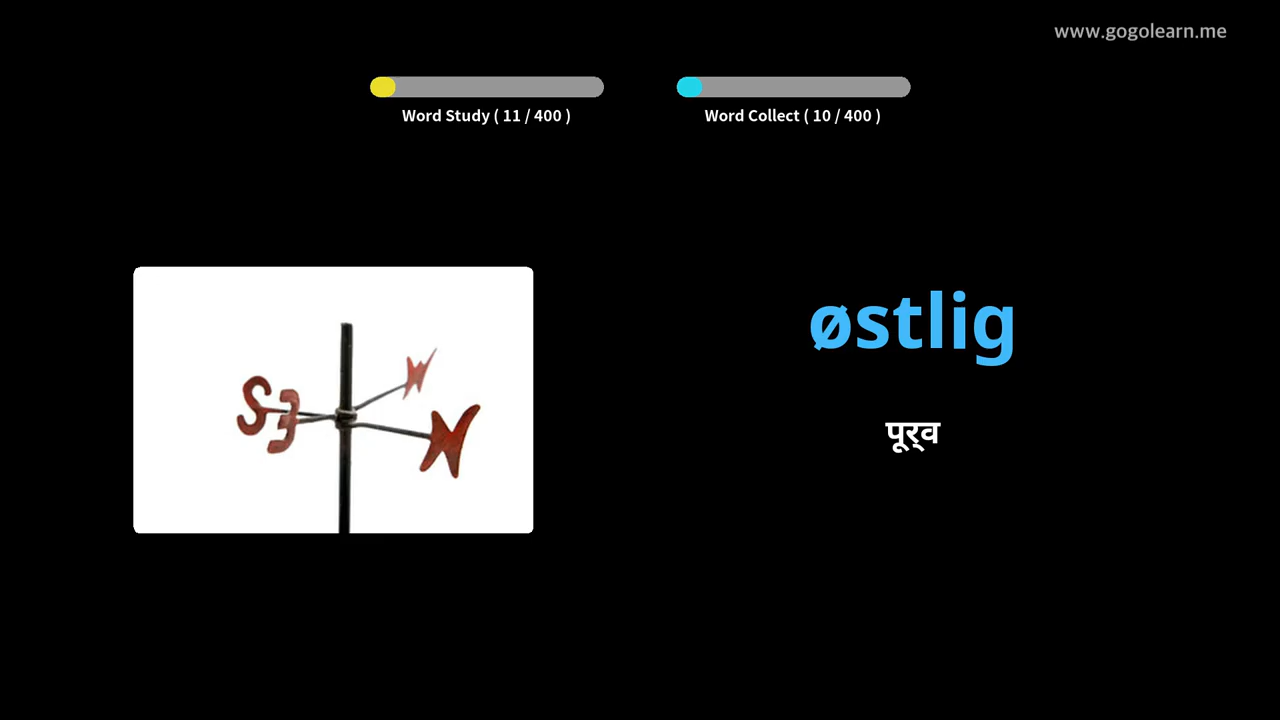 www.gogolearn.me
Word Study ( 11 / 400 )
Word Collect ( 10 / 400 )
S E N
østlig
पूर्व